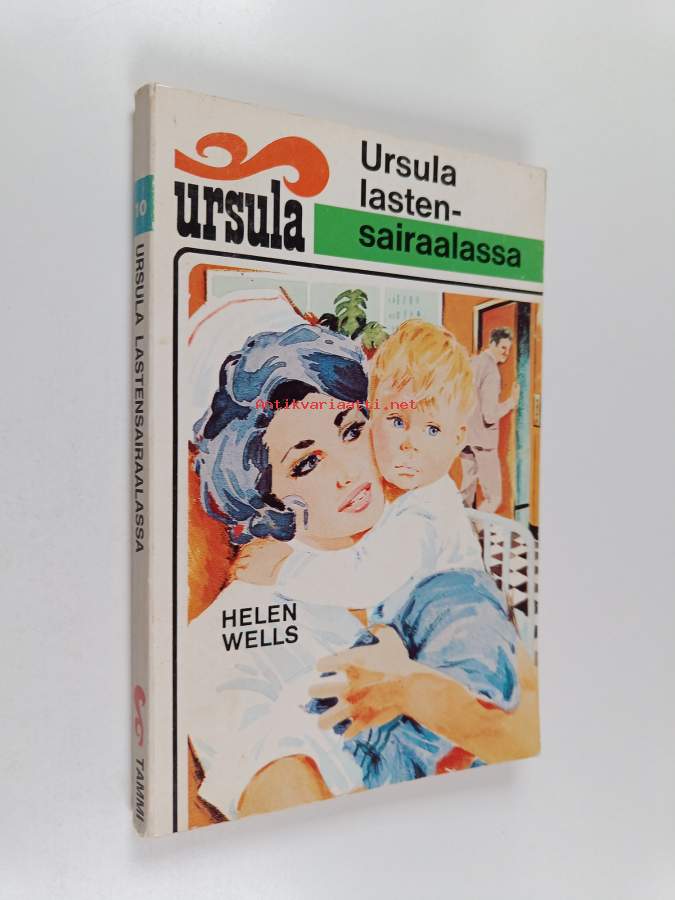 Ursula
lasten-
sairaalassa
ursula
HELEN
WELLS
10
URSULA LASTENSAIRAALASSA
TAMMI
Antikvariaatti.net